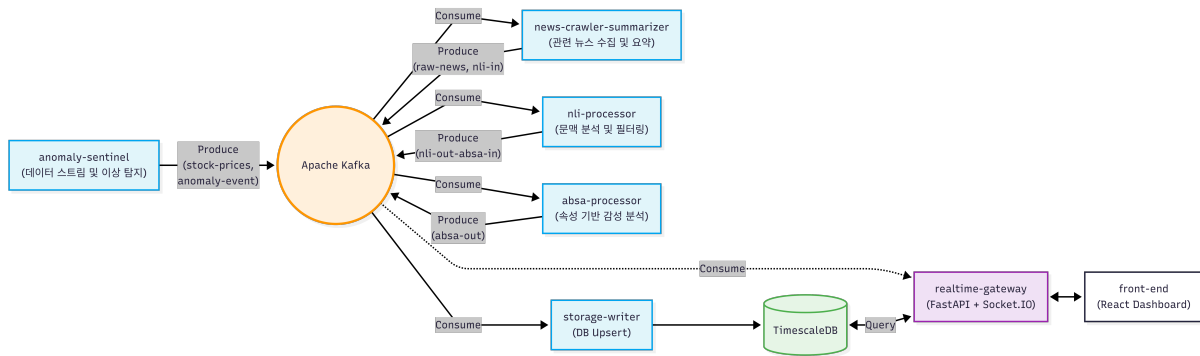 Consume
news-crawler-summarizer
(관련 뉴스 수집 및 요약)
Produce
(raw-news, nli-in)
Consume
nli-processor
(문맥 분석 및 필터링)
Produce
(nli-out-absa-in)
anomaly-sentinel
(데이터 스트림 및 이상 탐지)
Produce
(stock-prices,
anomaly-event)
Apache Kafka
Consume
absa-processor
(속성 기반 감성 분석)
Produce
(absa-out)
Consume
realtime-gateway
(FastAPI + Socket.IO)
front-end
(React Dashboard)
Consume
storage-writer
(DB Upsert)
TimescaleDB
Query